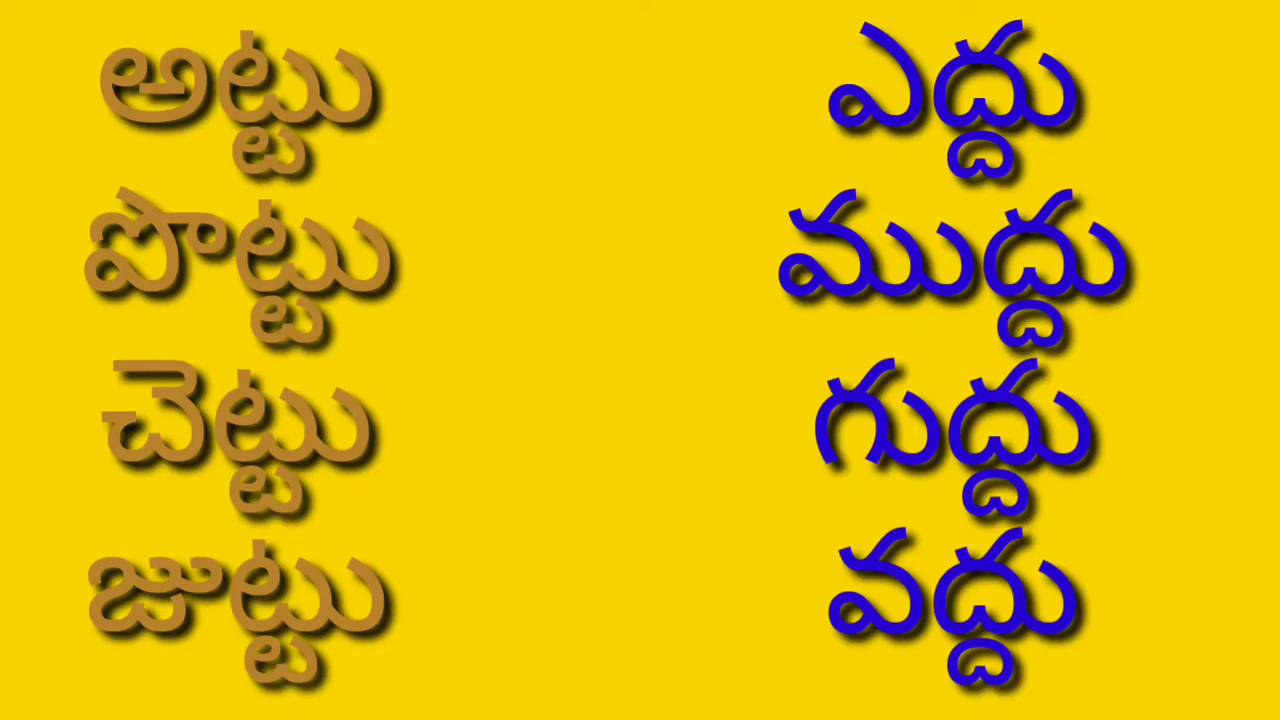 అట్టు ఎద్దు
పొట్టు ముద్దు
చెట్టు గుద్దు
జుట్టు వద్దు